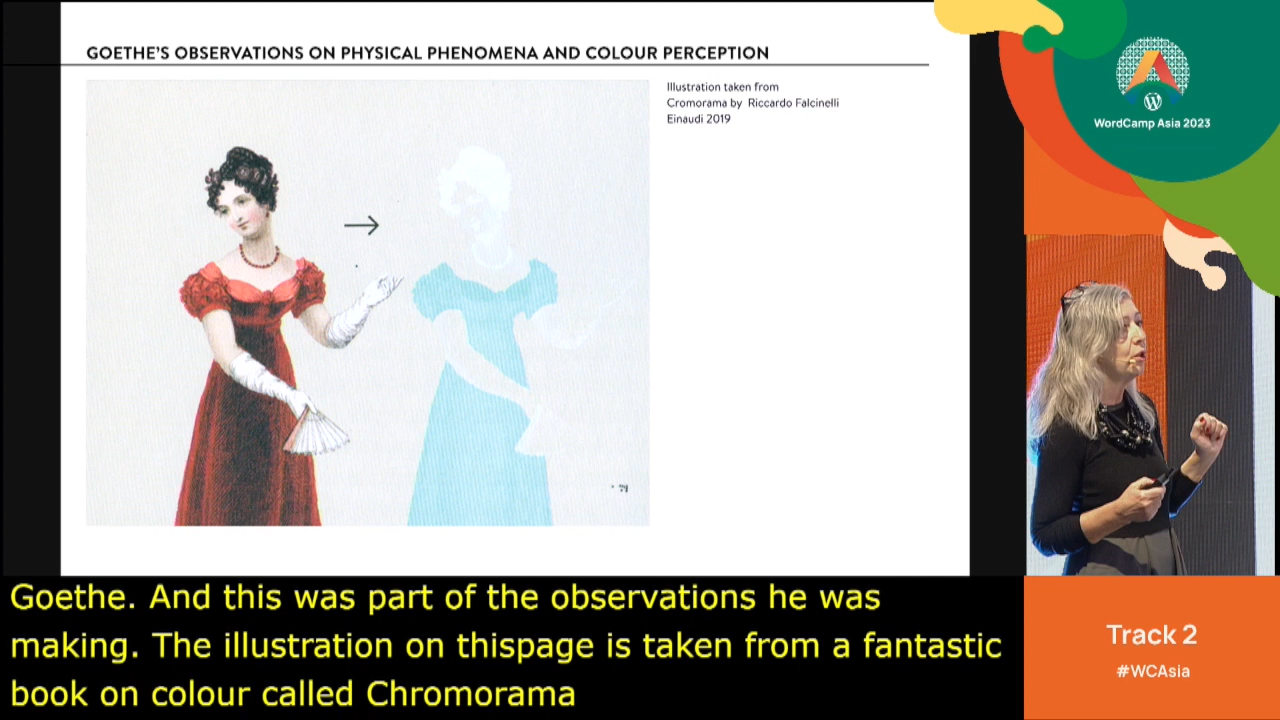 GOETHE'S OBSERVATIONS ON PHYSICAL PHENOMENA AND COLOUR PERCEPTION
Illustration taken from
Cromorama by Riccardo Falcinelli
Einaudi 2019
WordCamp Asia 2023
Goethe. And this was part of the observations he was
making. The illustration on thispage is taken from a fantastic
book on colour called Chromorama
Track 2
#WCAsia